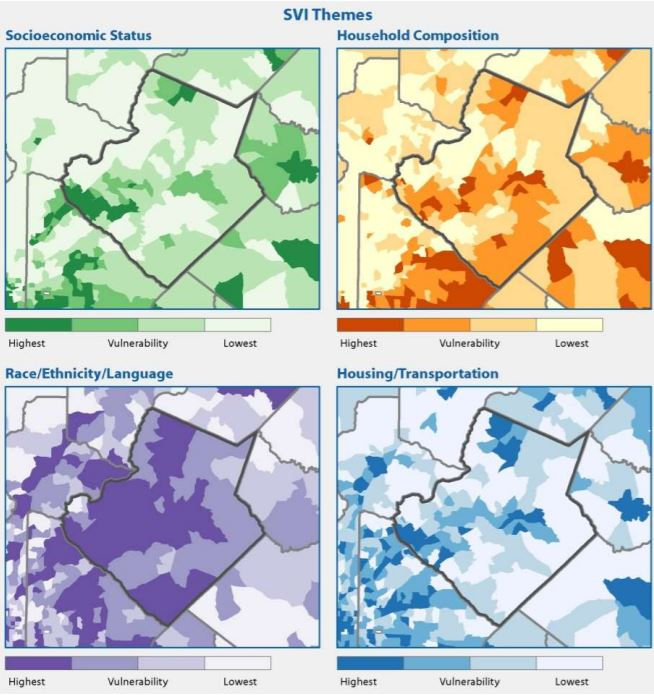 SVI Themes
Socioeconomic Status
Household Composition
Highest Vulnerability Lowest
Highest Vulnerability Lowest
Race/Ethnicity/Language
Housing/Transportation
Highest Vulnerability Lowest
Highest Vulnerability Lowest